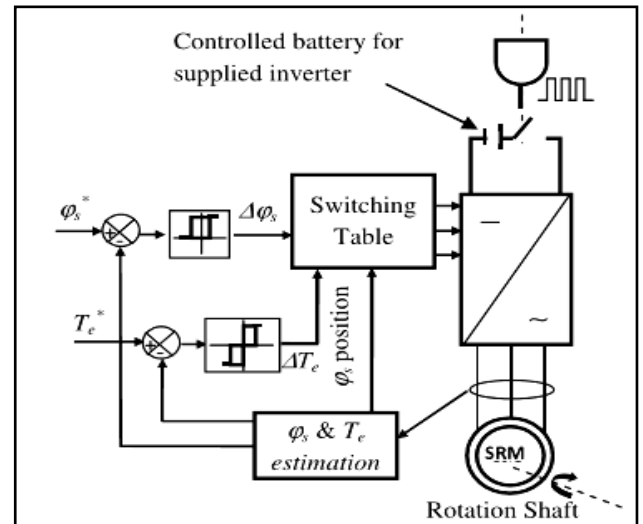 Controlled battery for
supplied inverter
φs*
Δφs
Switching
Table
Te*
ΔTe
φs position
φs & Te
estimation
SRM
Rotation Shaft